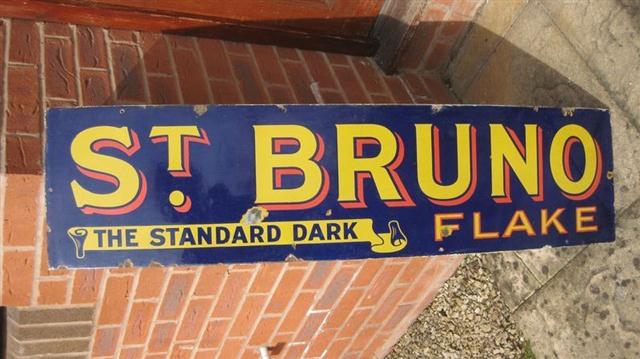 ST. BRUNO
THE STANDARD DARK FLAKE